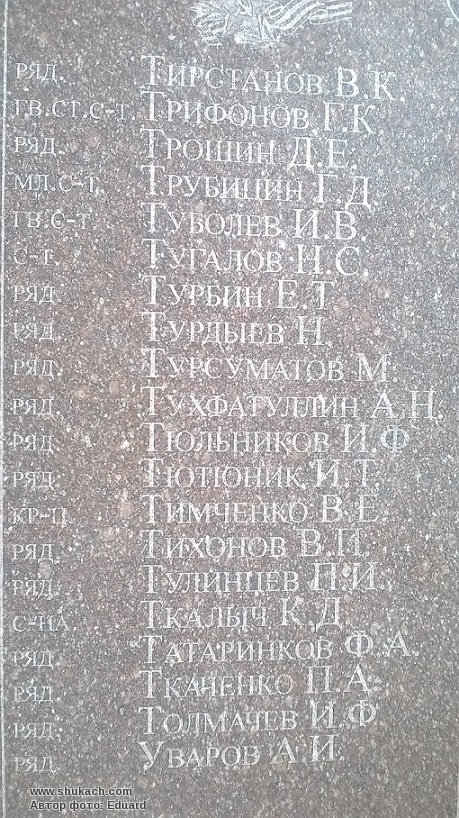 РЯД. ТИРСТАНОВ В.К.
ГВ.СТ.С-Т. ТРИФОНОВ Г.К.
РЯД. ТРОШИН Д.Е.
МЛ.С-Т. ТРУБИЦИН Г.Д.
ГВ.С-Т. ТУБОЛЕВ И.В.
С-Т. ТУГАЛОВ Н.С.
РЯД. ТУРБИН Е.Т.
РЯД. ТУРДЫЕВ Н.
РЯД. ТУРСУМАТОВ М.
РЯД. ТУХФАТУЛЛИН А.Н.
РЯД. ТЮЛЬНИКОВ И.Ф.
РЯД. ТЮТЮНИК И.Т.
КР-Ц. ТИМЧЕНКО В.Е.
РЯД. ТИХОНОВ В.И.
РЯД. ТУЛИНЦЕВ П.И.
С-НА. ТКАЛЫЧ К.Д.
РЯД. ТАТАРИНКОВ Ф.А.
РЯД. ТКАЧЕНКО П.А.
РЯД. ТОЛМАЧЕВ И.Ф.
РЯД. УВАРОВ А.И.
www.shukach.com
Автор фото: Eduard